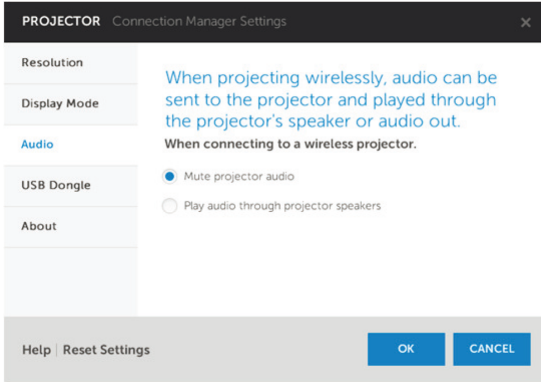 PROJECTOR Connection Manager Settings
Resolution
Display Mode
Audio
USB Dongle
About
When projecting wirelessly, audio can be
sent to the projector and played through
the projector's speaker or audio out.
When connecting to a wireless projector.
Mute projector audio
Play audio through projector speakers
Help | Reset Settings
OK
CANCEL